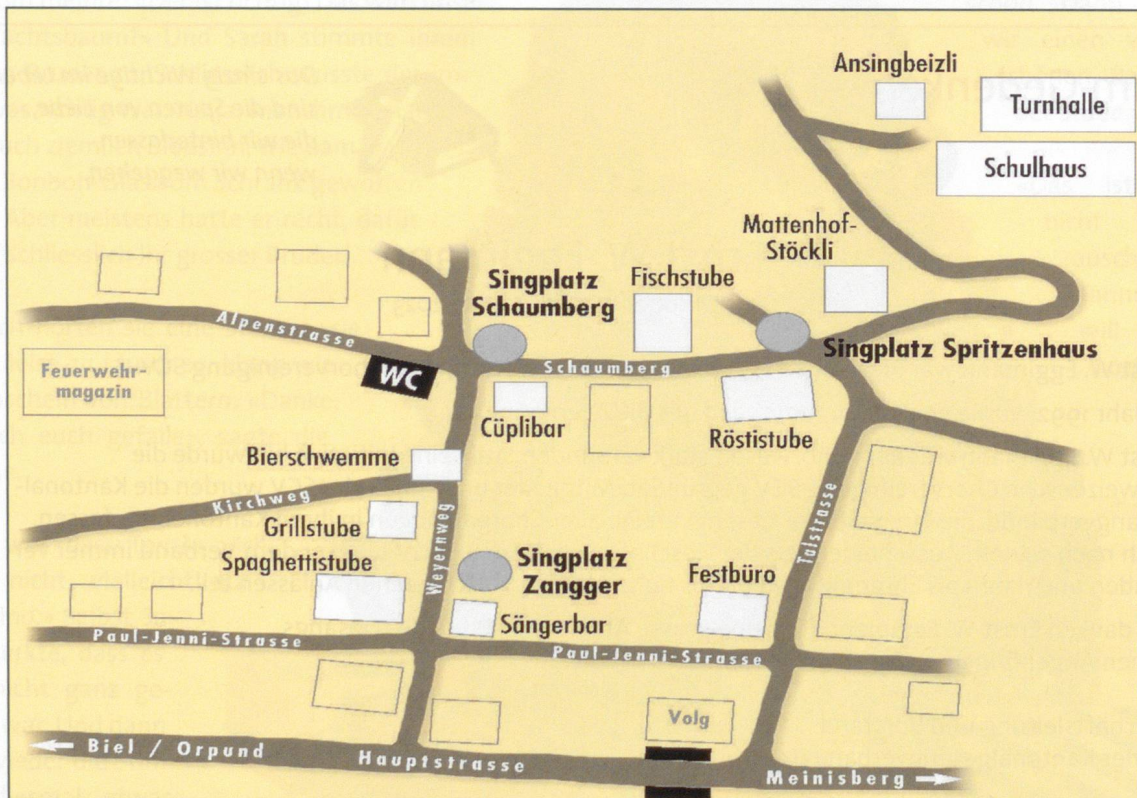 Ansingbeizli
Turnhalle
Schulhaus
Mattenhof-
Stöckli
Singplatz
Schaumberg
Fischstube
Alpenstrasse
Singplatz Spritzenhaus
Schaumberg
Feuerwehr-
magazin
WC
Cüplibar
Röstistube
Bierschwemme
Kirchweg
Grillstube
Spaghettistube
Weyernweg
Singplatz
Zangger
Talstrasse
Festbüro
Sängerbar
Paul-Jenni-Strasse
Paul-Jenni-Strasse
Volg
Biel / Orpund
Hauptstrasse
Meinisberg